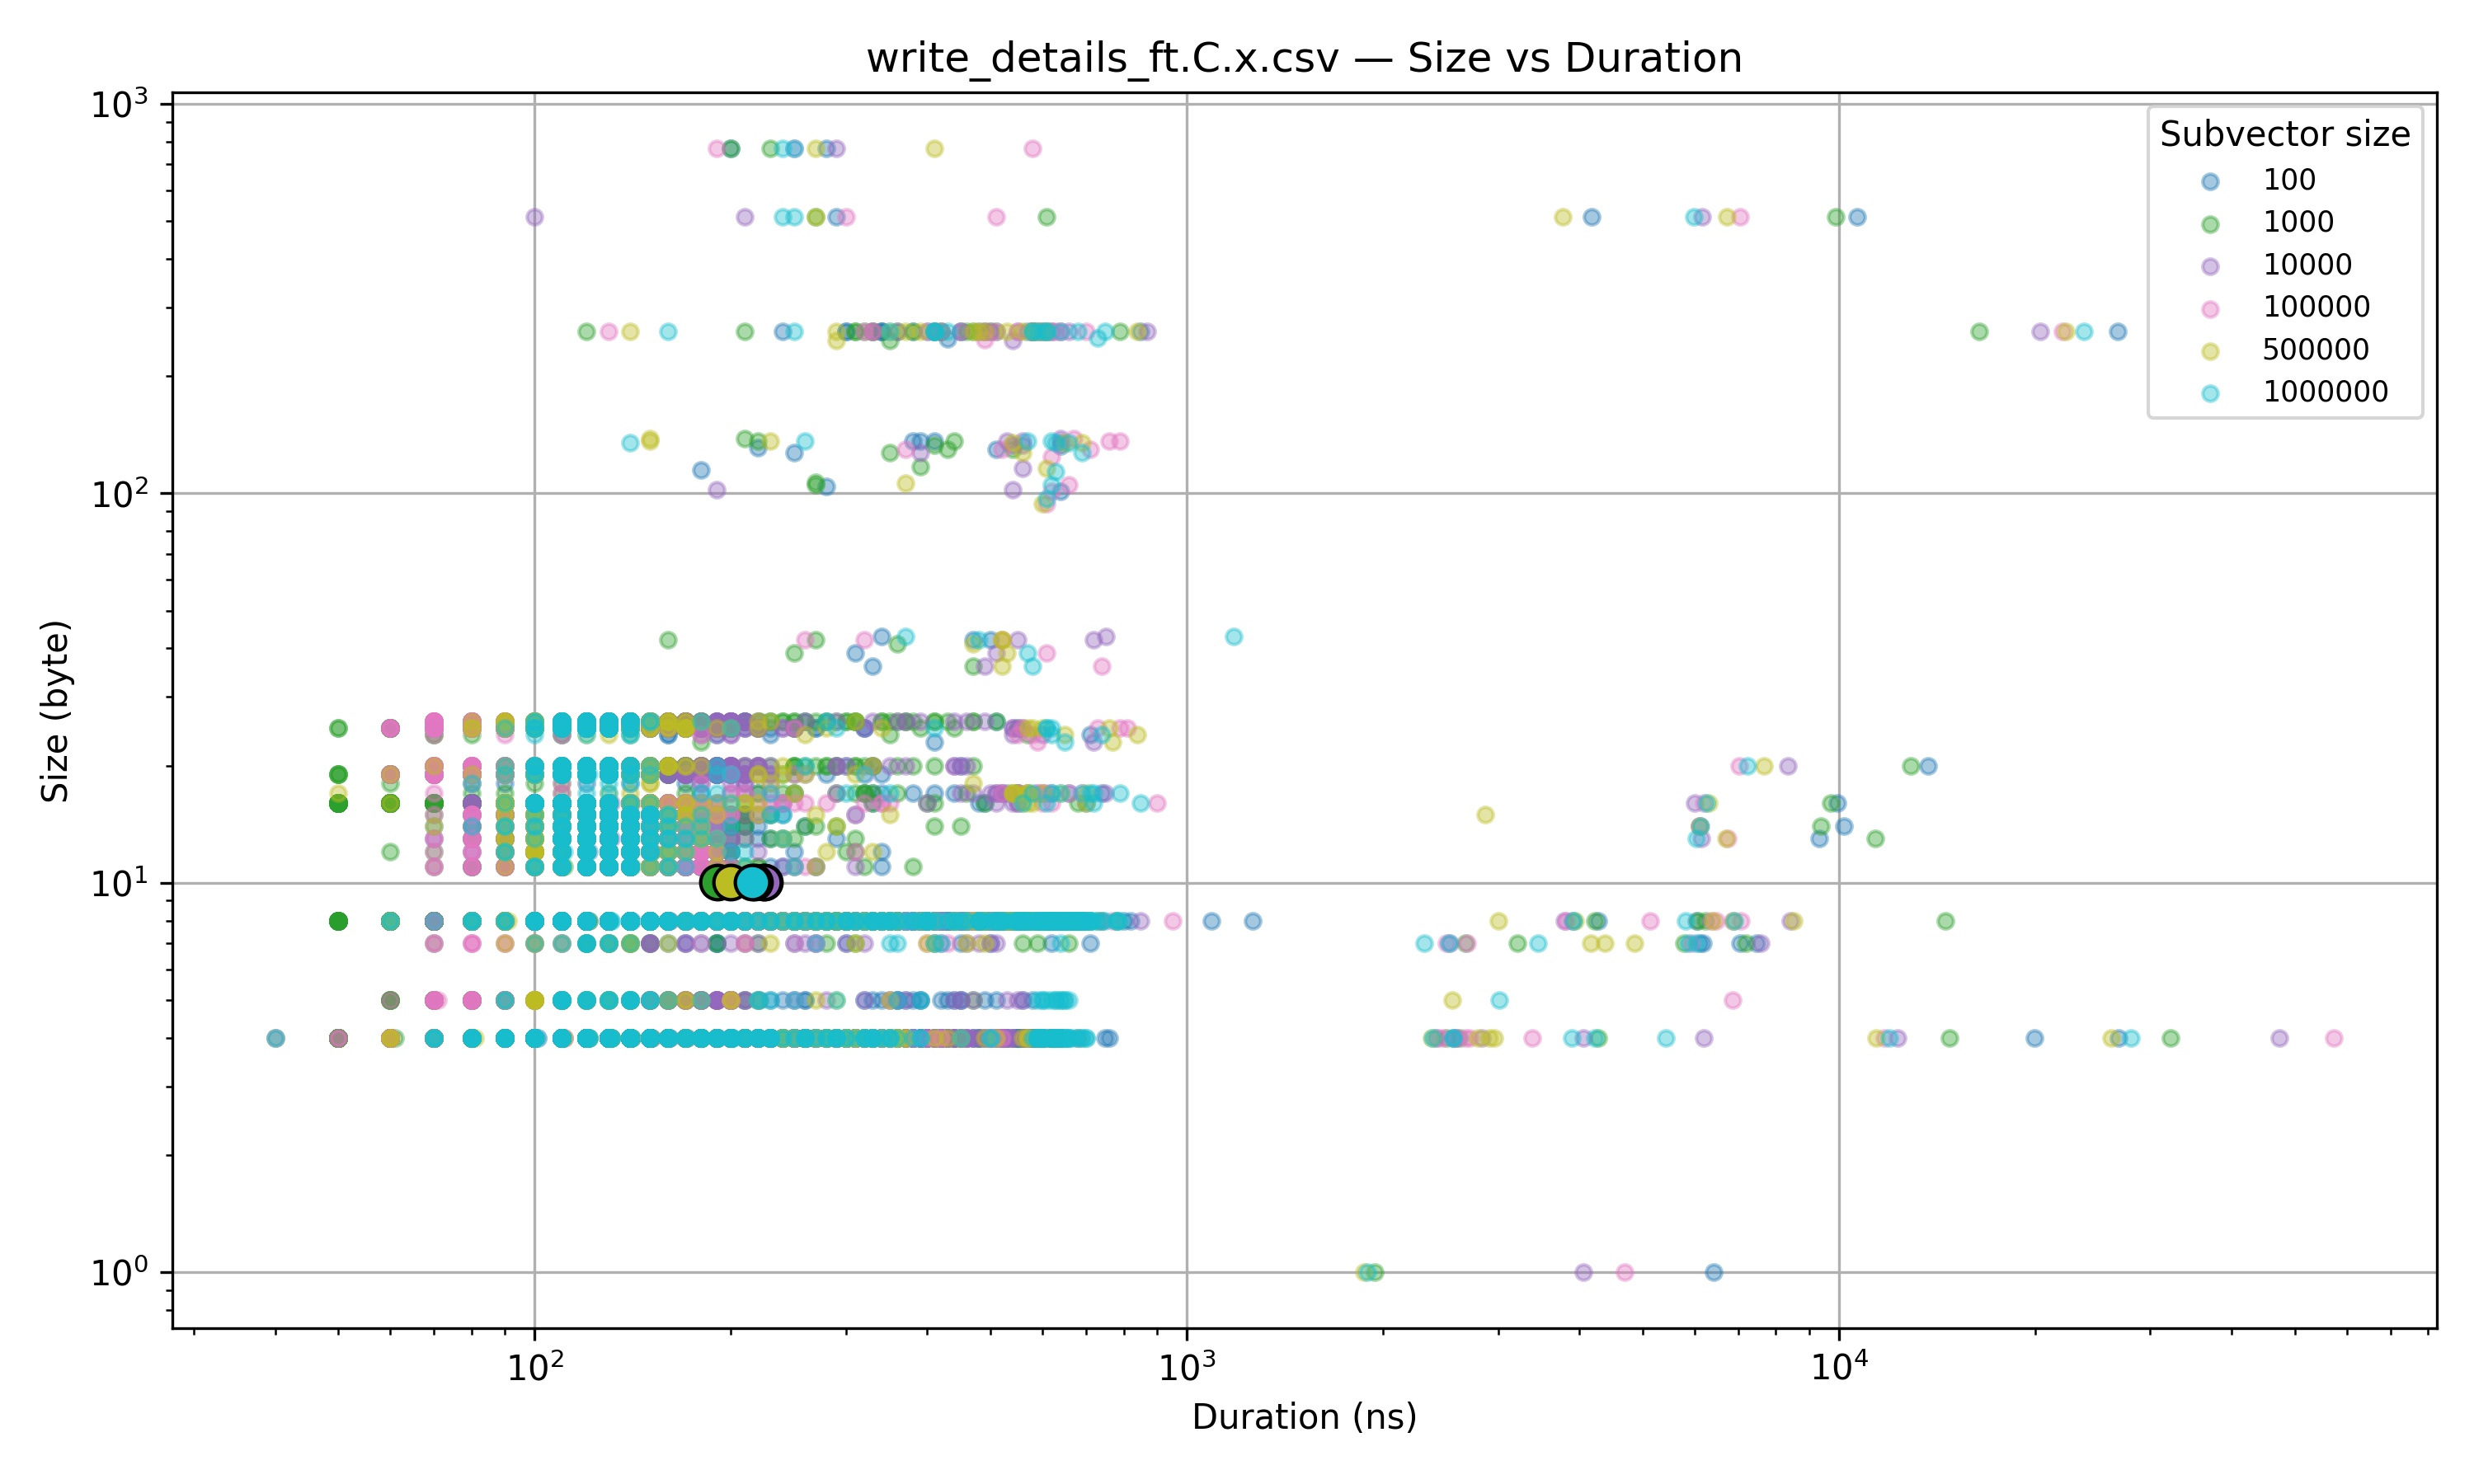 write_details_ft.C.x.csv — Size vs Duration
Size (byte)
10³
10²
10¹
10⁰
Subvector size
100
1000
10000
100000
500000
1000000
10² 10³ 10⁴
Duration (ns)